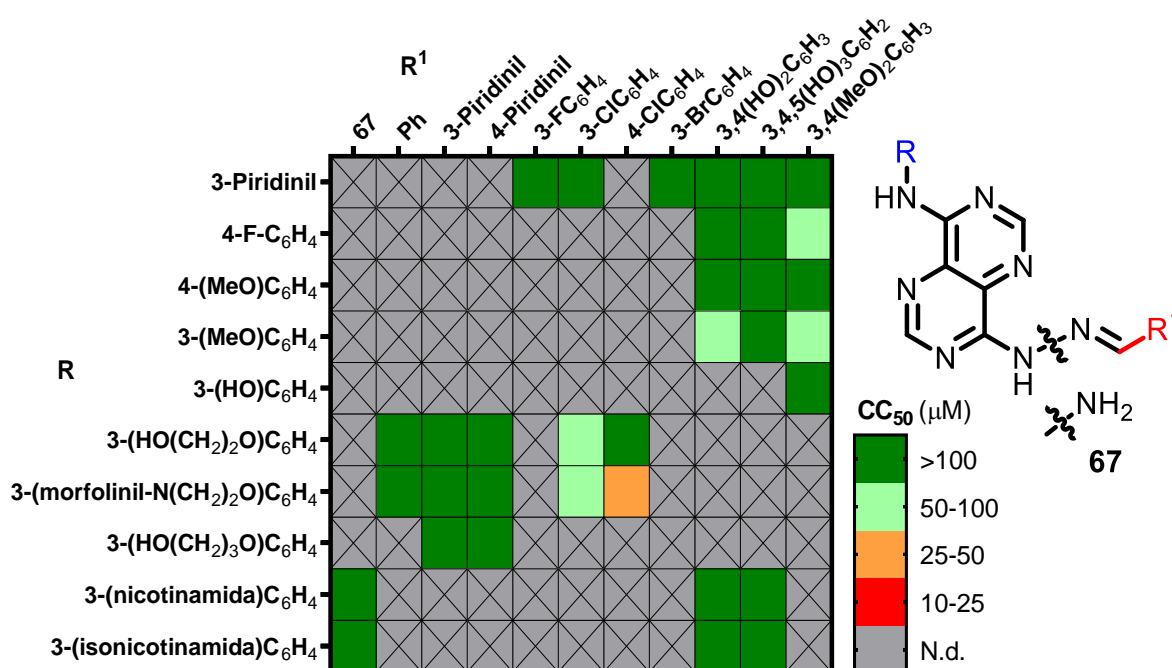 R¹
67
Ph
3-Piridinil
4-Piridinil
3-FC₆H₄
3-ClC₆H₄
4-ClC₆H₄
3-BrC₆H₄
3,4(HO)₂C₆H₃
3,4,5(HO)₃C₆H₂
3,4(MeO)₂C₆H₃
R
3-Piridinil
4-F-C₆H₄
4-(MeO)C₆H₄
3-(MeO)C₆H₄
3-(HO)C₆H₄
3-(HO(CH₂)₂O)C₆H₄
3-(morfolinil-N(CH₂)₂O)C₆H₄
3-(HO(CH₂)₃O)C₆H₄
3-(nicotinamida)C₆H₄
3-(isonicotinamida)C₆H₄
R
HN
N
N
N
N
N
H
N
R
NH₂
67
CC₅₀ (μM)
>100
50-100
25-50
10-25
N.d.